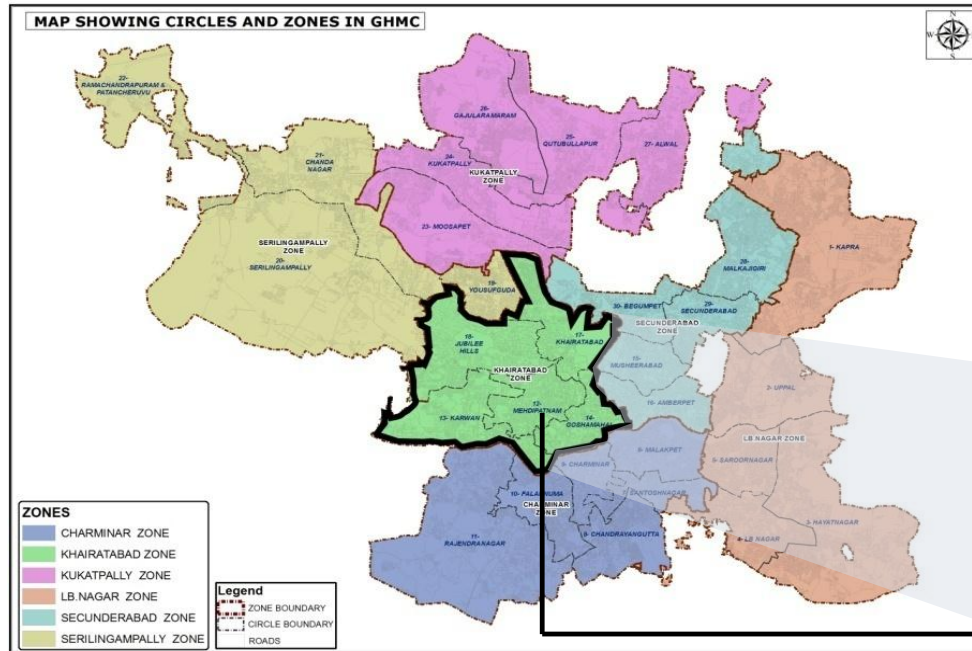 MAP SHOWING CIRCLES AND ZONES IN GHMC
N
W
E
S
22-
RAMACHANDRAPURAM &
PATANCHERUVU
26-
GAJULARAMARAM
25-
QUTUBULLAPUR
27- ALWAL
21-
CHANDA
NAGAR
24-
KUKATPALLY
KUKATPALLY
ZONE
23- MOOSAPET
1- KAPRA
28-
MALKAJIGIRI
SERILINGAMPALLY
ZONE
20-
SERILINGAMPALLY
19-
YOUSUFGUDA
30- BEGUMPET
29-
SECUNDERABAD
SECUNDERABAD
ZONE
18-
JUBILEE
HILLS
17-
KHAIRATABAD
15-
MUSHEERABAD
KHAIRATABAD
ZONE
2- UPPAL
16- AMBERPET
13- KARWAN
12-
MEHDIPATNAM
14-
GOSHAMAHAL
LB.NAGAR ZONE
6- MALAKPET
5- SAROORNAGAR
9- CHARMINAR
7- SANTOSHNAGAR
10- FALAKNUMA
CHARMINAR
ZONE
3- HAYATNAGAR
11-
RAJENDRANAGAR
8- CHANDRAYANGUTTA
4- LB.NAGAR
ZONES
CHARMINAR ZONE
KHAIRATABAD ZONE
KUKATPALLY ZONE
LB.NAGAR ZONE
SECUNDERABAD ZONE
SERILINGAMPALLY ZONE
Legend
ZONE BOUNDARY
CIRCLE BOUNDARY
ROADS